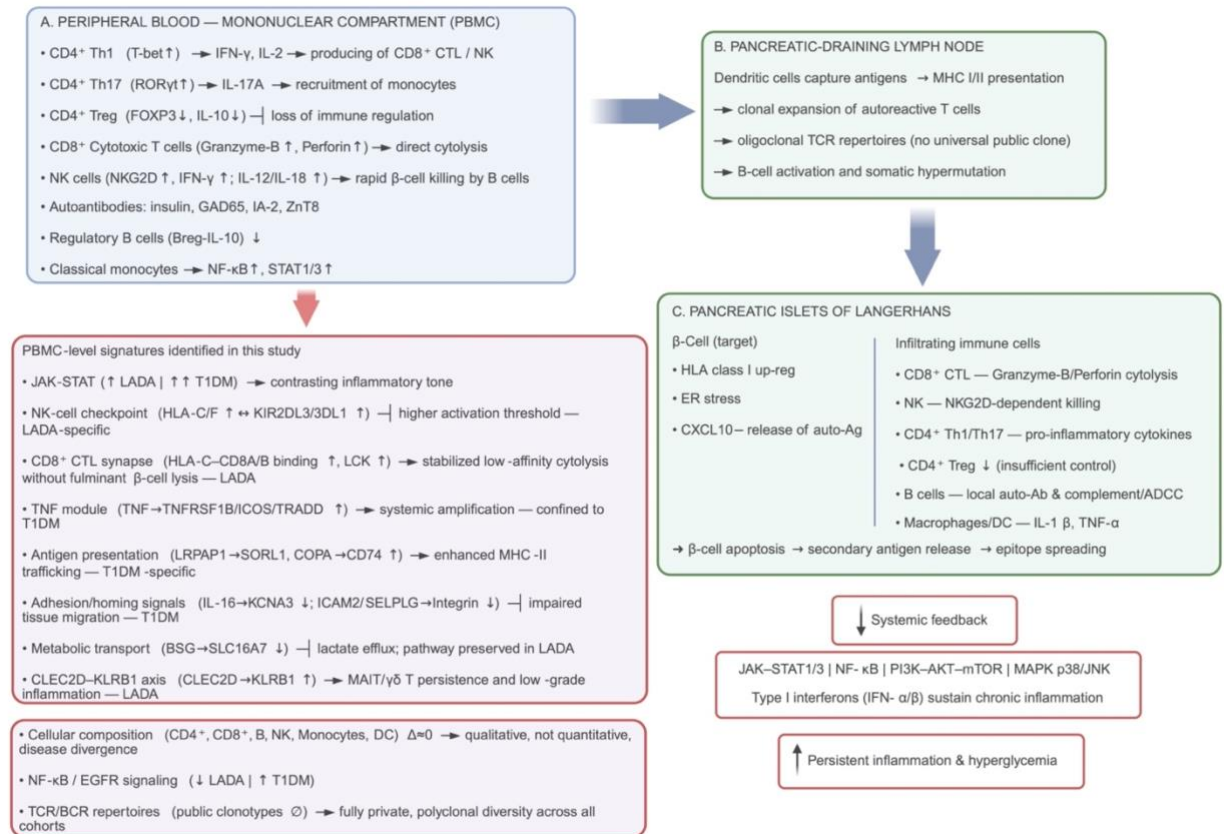 A. PERIPHERAL BLOOD — MONONUCLEAR COMPARTMENT (PBMC)
• CD4⁺ Th1 (T-bet↑) → IFN-γ, IL-2 → producing of CD8⁺ CTL / NK
• CD4⁺ Th17 (RORγt↑) → IL-17A → recruitment of monocytes
• CD4⁺ Treg (FOXP3↓, IL-10↓) ⊣ loss of immune regulation
• CD8⁺ Cytotoxic T cells (Granzyme-B ↑, Perforin↑) → direct cytolysis
• NK cells (NKG2D ↑, IFN-γ ↑; IL-12/IL-18 ↑) → rapid β-cell killing by B cells
• Autoantibodies: insulin, GAD65, IA-2, ZnT8
• Regulatory B cells (Breg-IL-10) ↓
• Classical monocytes → NF-κB↑, STAT1/3↑
B. PANCREATIC-DRAINING LYMPH NODE
Dendritic cells capture antigens → MHC I/II presentation
→ clonal expansion of autoreactive T cells
→ oligoclonal TCR repertoires (no universal public clone)
→ B-cell activation and somatic hypermutation
PBMC-level signatures identified in this study
• JAK-STAT (↑ LADA | ↑↑ T1DM) → contrasting inflammatory tone
• NK-cell checkpoint (HLA-C/F ↑ ↔ KIR2DL3/3DL1 ↑) ⊣ higher activation threshold —
LADA-specific
• CD8⁺ CTL synapse (HLA-C–CD8A/B binding ↑, LCK ↑) → stabilized low-affinity cytolysis
without fulminant β-cell lysis — LADA
• TNF module (TNF→TNFRSF1B/ICOS/TRADD ↑) → systemic amplification — confined to
T1DM
• Antigen presentation (LRPAP1→SORL1, COPA→CD74 ↑) → enhanced MHC-II
trafficking — T1DM-specific
• Adhesion/homing signals (IL-16→KCNA3 ↓; ICAM2/SELPLG→Integrin ↓) ⊣ impaired
tissue migration — T1DM
• Metabolic transport (BSG→SLC16A7 ↓) ⊣ lactate efflux; pathway preserved in LADA
• CLEC2D–KLRB1 axis (CLEC2D→KLRB1 ↑) → MAIT/γδ T persistence and low-grade
inflammation — LADA
• Cellular composition (CD4⁺, CD8⁺, B, NK, Monocytes, DC) Δ≈0 → qualitative, not quantitative,
disease divergence
• NF-κB / EGFR signaling (↓ LADA | ↑ T1DM)
• TCR/BCR repertoires (public clonotypes ∅) → fully private, polyclonal diversity across all
cohorts
C. PANCREATIC ISLETS OF LANGERHANS
β-Cell (target)
• HLA class I up-reg
• ER stress
• CXCL10 – release of auto-Ag
Infiltrating immune cells
• CD8⁺ CTL — Granzyme-B/Perforin cytolysis
• NK — NKG2D-dependent killing
• CD4⁺ Th1/Th17 — pro-inflammatory cytokines
• CD4⁺ Treg ↓ (insufficient control)
• B cells — local auto-Ab & complement/ADCC
• Macrophages/DC — IL-1 β, TNF-α
→ β-cell apoptosis → secondary antigen release → epitope spreading
↓ Systemic feedback
JAK–STAT1/3 | NF-κB | PI3K–AKT–mTOR | MAPK p38/JNK
Type I interferons (IFN-α/β) sustain chronic inflammation
↑ Persistent inflammation & hyperglycemia